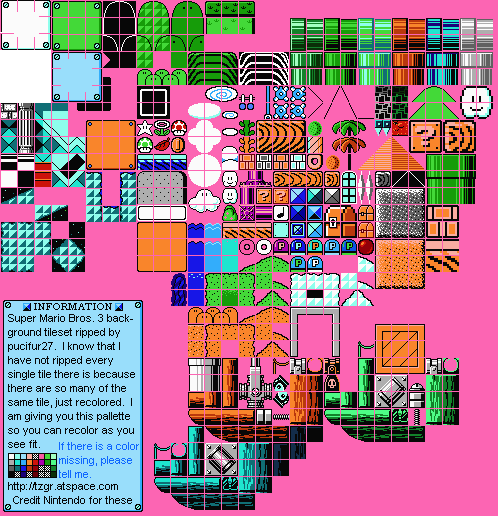 INFORMATION
Super Mario Bros. 3 back-
ground tileset ripped by
pucifur27. I know that I
have not ripped every
single tile there is because
there are so many of the
same tile, just recolored. I
am giving you this pallette
so you can recolor as you
see fit.
If there is a color
missing, please
tell me.
http://tzgr.atspace.com
Credit Nintendo for these
? 
P P P P P
P P P